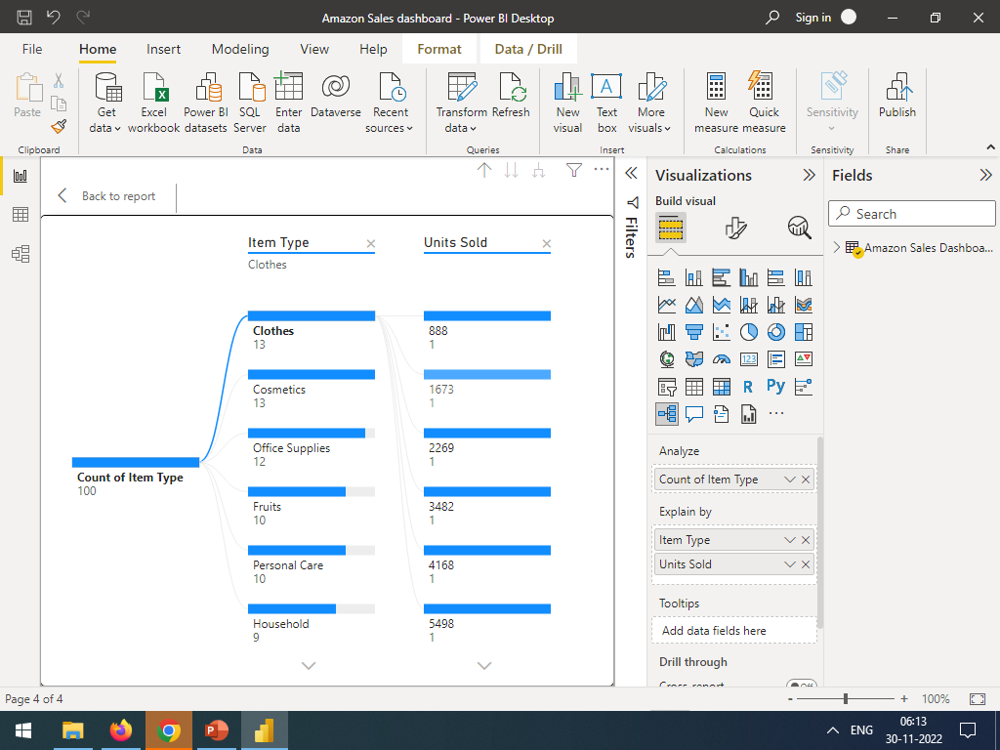 Amazon Sales dashboard - Power BI Desktop
Sign in
File Home Insert Modeling View Help Format Data / Drill
Paste
Get data
Excel workbook
Power BI datasets
SQL Server
Enter data
Dataverse
Recent sources
Transform data
Refresh
New visual
Text box
More visuals
New measure
Quick measure
Sensitivity
Publish
Clipboard
Data
Queries
Insert
Calculations
Sensitivity
Share
Back to report
Item Type
Clothes
Units Sold
Count of Item Type
100
Clothes
13
Cosmetics
13
Office Supplies
12
Fruits
10
Personal Care
10
Household
9
888
1
1673
1
2269
1
3482
1
4168
1
5498
1
Filters
Visualizations
Build visual
123
R
Py
Analyze
Count of Item Type
Explain by
Item Type
Units Sold
Tooltips
Add data fields here
Drill through
Cross-report
Off
Fields
Search
Amazon Sales Dashboa...
Page 4 of 4
- + 100%
ENG
06:13
30-11-2022